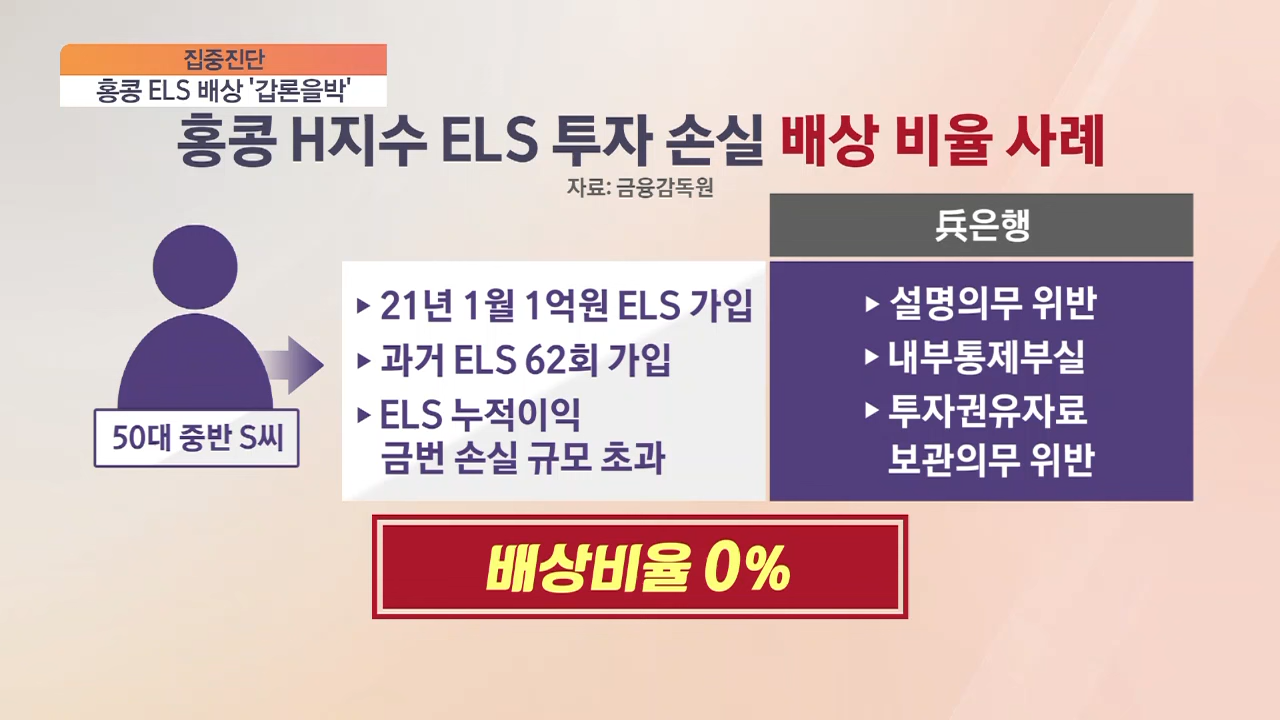 집중진단
홍콩 ELS 배상 '갑론을박'
홍콩 H지수 ELS 투자 손실 배상 비율 사례
자료: 금융감독원
50대 중반 S씨
▶ 21년 1월 1억원 ELS 가입
▶ 과거 ELS 62회 가입
▶ ELS 누적이익
금번 손실 규모 초과
兵은행
▶ 설명의무 위반
▶ 내부통제부실
▶ 투자권유자료
보관의무 위반
배상비율 0%